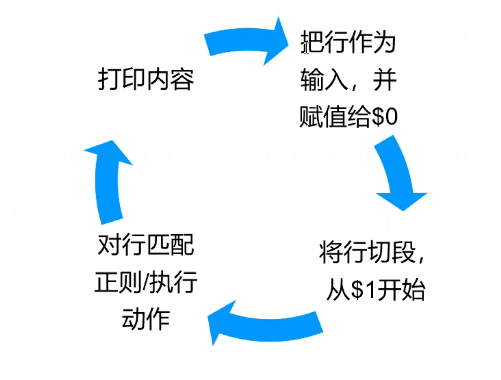 打印内容
把行作为
输入，并
赋值给$0
将行切段，
从$1开始
对行匹配
正则/执行
动作